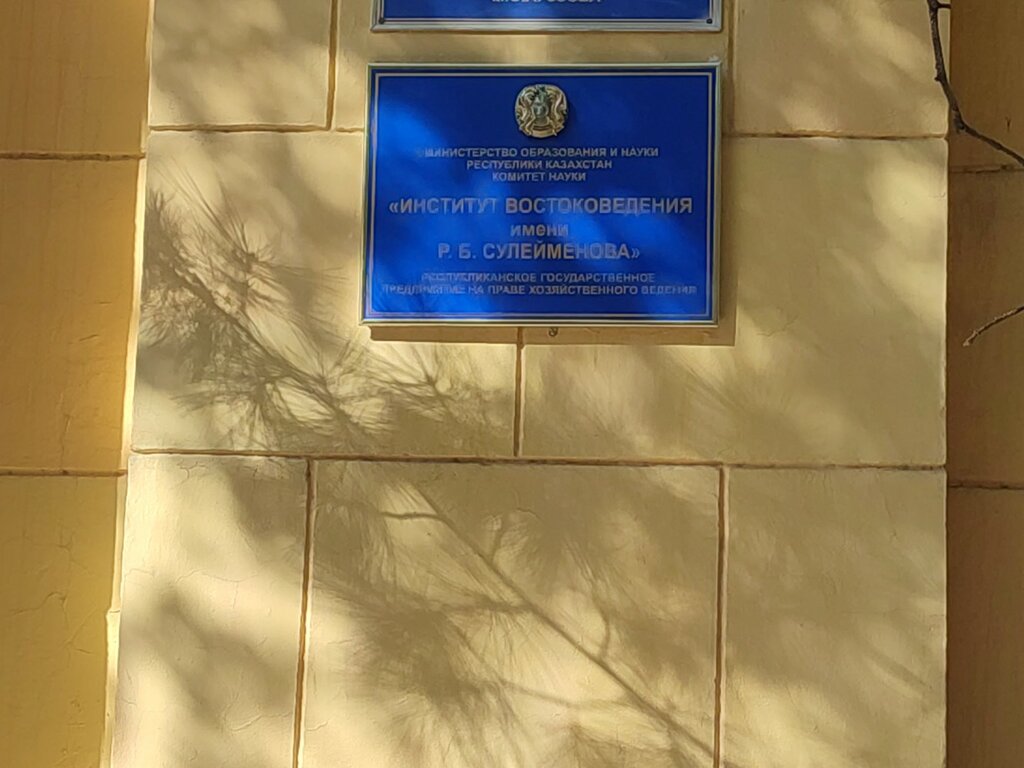 МИНИСТЕРСТВО ОБРАЗОВАНИЯ И НАУКИ
РЕСПУБЛИКИ КАЗАХСТАН
КОМИТЕТ НАУКИ
«ИНСТИТУТ ВОСТОКОВЕДЕНИЯ
имени
Р. Б. СУЛЕЙМЕНОВА»
РЕСПУБЛИКАНСКОЕ ГОСУДАРСТВЕННОЕ
ПРЕДПРИЯТИЕ НА ПРАВЕ ХОЗЯЙСТВЕННОГО ВЕДЕНИЯ